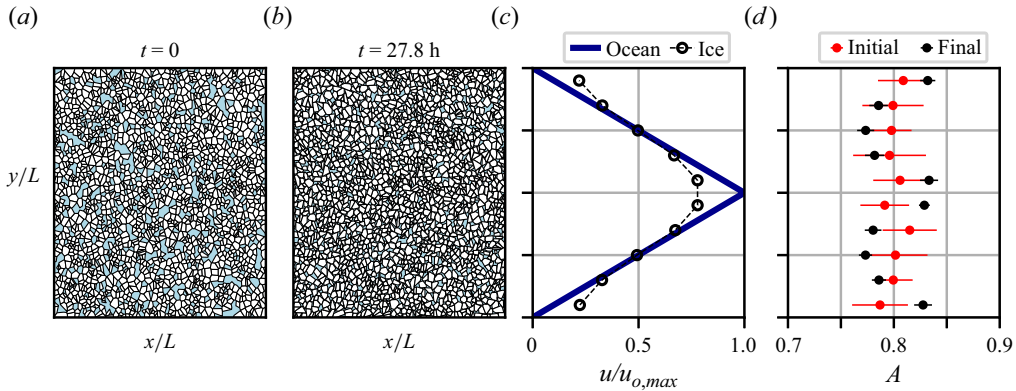 (a)
(b)
(c)
(d)
t = 0
t = 27.8 h
Ocean
Ice
Initial
Final
y/L
x/L
x/L
0
0.5
1.0
u/u_{o,max}
0.7
0.8
0.9
A